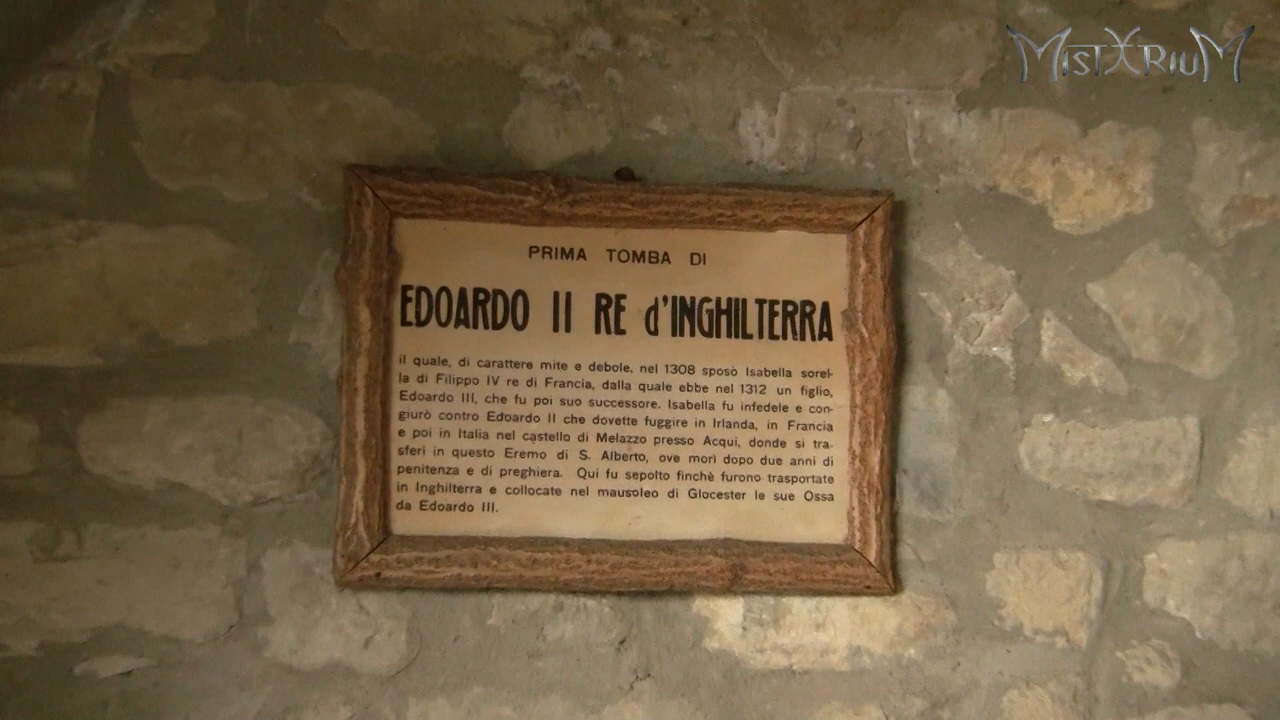 MISTERIUM
PRIMA TOMBA DI
EDOARDO II RE d'INGHILTERRA
il quale, di carattere mite e debole, nel 1308 sposò Isabella sorel-
la di Filippo IV re di Francia, dalla quale ebbe nel 1312 un figlio,
Edoardo III, che fu poi suo successore. Isabella fu infedele e con-
giurò contro Edoardo II che dovette fuggire in Irlanda, in Francia
e poi in Italia nel castello di Melazzo presso Acqui, donde si tra-
sferì in questo Eremo di S. Alberto, ove morì dopo due anni di
penitenza e di preghiera. Qui fu sepolto finchè furono trasportate
in Inghilterra e collocate nel mausoleo di Glocester le sue Ossa
da Edoardo III.